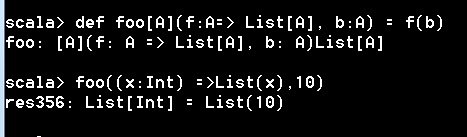 scala> def foo[A](f:A=> List[A], b:A) = f(b)
foo: [A](f: A => List[A], b: A)List[A]
scala> foo((x:Int) =>List(x),10)
res356: List[Int] = List(10)